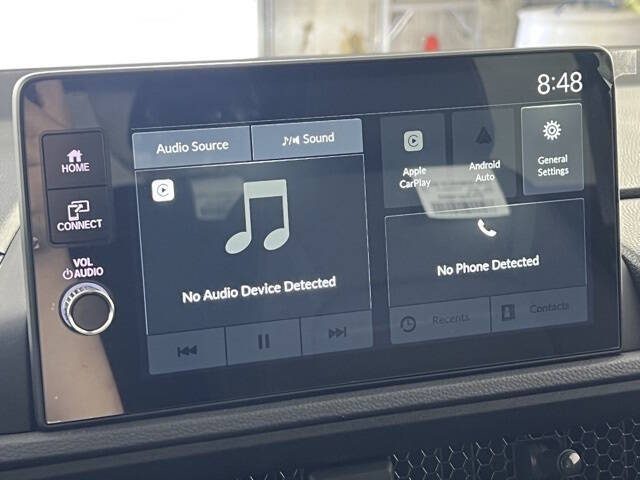 8:48
HOME
CONNECT
VOL
AUDIO
Audio Source
Sound
No Audio Device Detected
Apple
CarPlay
Android
Auto
General
Settings
No Phone Detected
Recents
Contacts